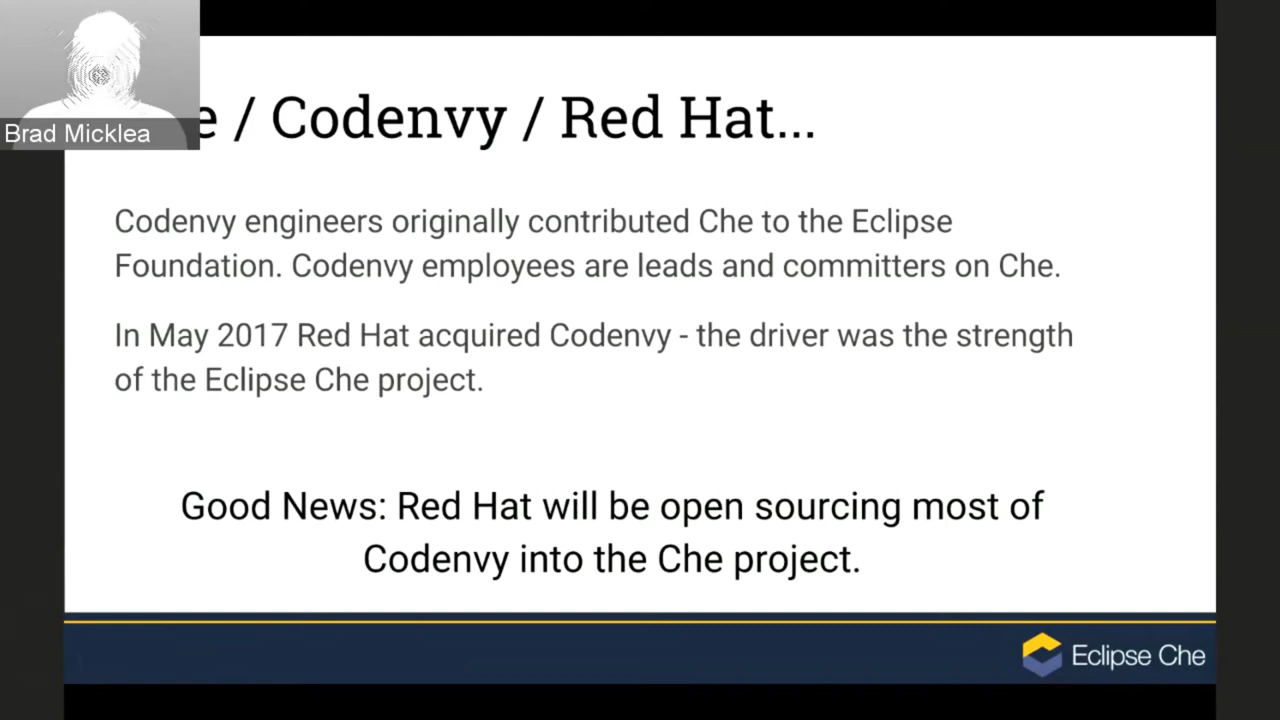 Brad Micklea
e / Codenvy / Red Hat...
Codenvy engineers originally contributed Che to the Eclipse
Foundation. Codenvy employees are leads and committers on Che.
In May 2017 Red Hat acquired Codenvy - the driver was the strength
of the Eclipse Che project.
Good News: Red Hat will be open sourcing most of
Codenvy into the Che project.
Eclipse Che